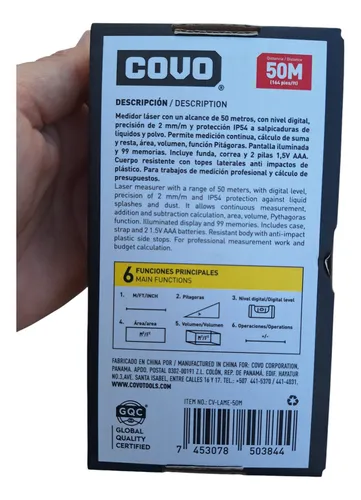 COVO
®
Distancia / Distance
50M
(164 pies/ft)
DESCRIPCIÓN / DESCRIPTION
Medidor láser con un alcance de 50 metros, con nivel digital,
precisión de 2 mm/m y protección IP54 a salpicaduras de
líquidos y polvo. Permite medición continua, cálculo de suma
y resta, área, volumen, función Pitágoras. Pantalla iluminada
y 99 memorias. Incluye funda, correa y 2 pilas 1,5V AAA.
Cuerpo resistente con topes laterales anti impactos de
plástico. Para trabajos de medición profesional y cálculo de
presupuestos.
Laser measurer with a range of 50 meters, with digital level,
precision of 2 mm/m and IP54 protection against liquid
splashes and dust. It allows continuous measurement,
addition and subtraction calculation, area, volume, Pythagoras
function. Illuminated display and 99 memories. Includes case,
strap and 2 1.5V AAA batteries. Resistant body with anti-impact
plastic side stops. For professional measurement work and
budget calculation.
6 FUNCIONES PRINCIPALES
MAIN FUNCTIONS
1. M/FT/INCH
2. Pitagoras
3. Nivel digital/Digital level
4. Área/area
M²/ft²
5. Volumen/Volumen
M³/ft³
6. Operaciones/Operations
+/-
FABRICADO EN CHINA POR / MANUFACTURED IN CHINA FOR: COVO CORPORATION,
PANAMA, APDO. POSTAL 0302-00191 Z.L. COLÓN, REP. DE PANAMÁ, EDIF. HAYATUR
NO.3, AVE. SANTA ISABEL, ENTRE CALLES 16 Y 17. TEL.: +507 441-5370 / 441-4031.
WWW.COVOTOOLS.COM
GQC
GLOBAL
QUALITY
CERTIFIED
ITEM NO.: CV-LAME-50M
7 453078 503844